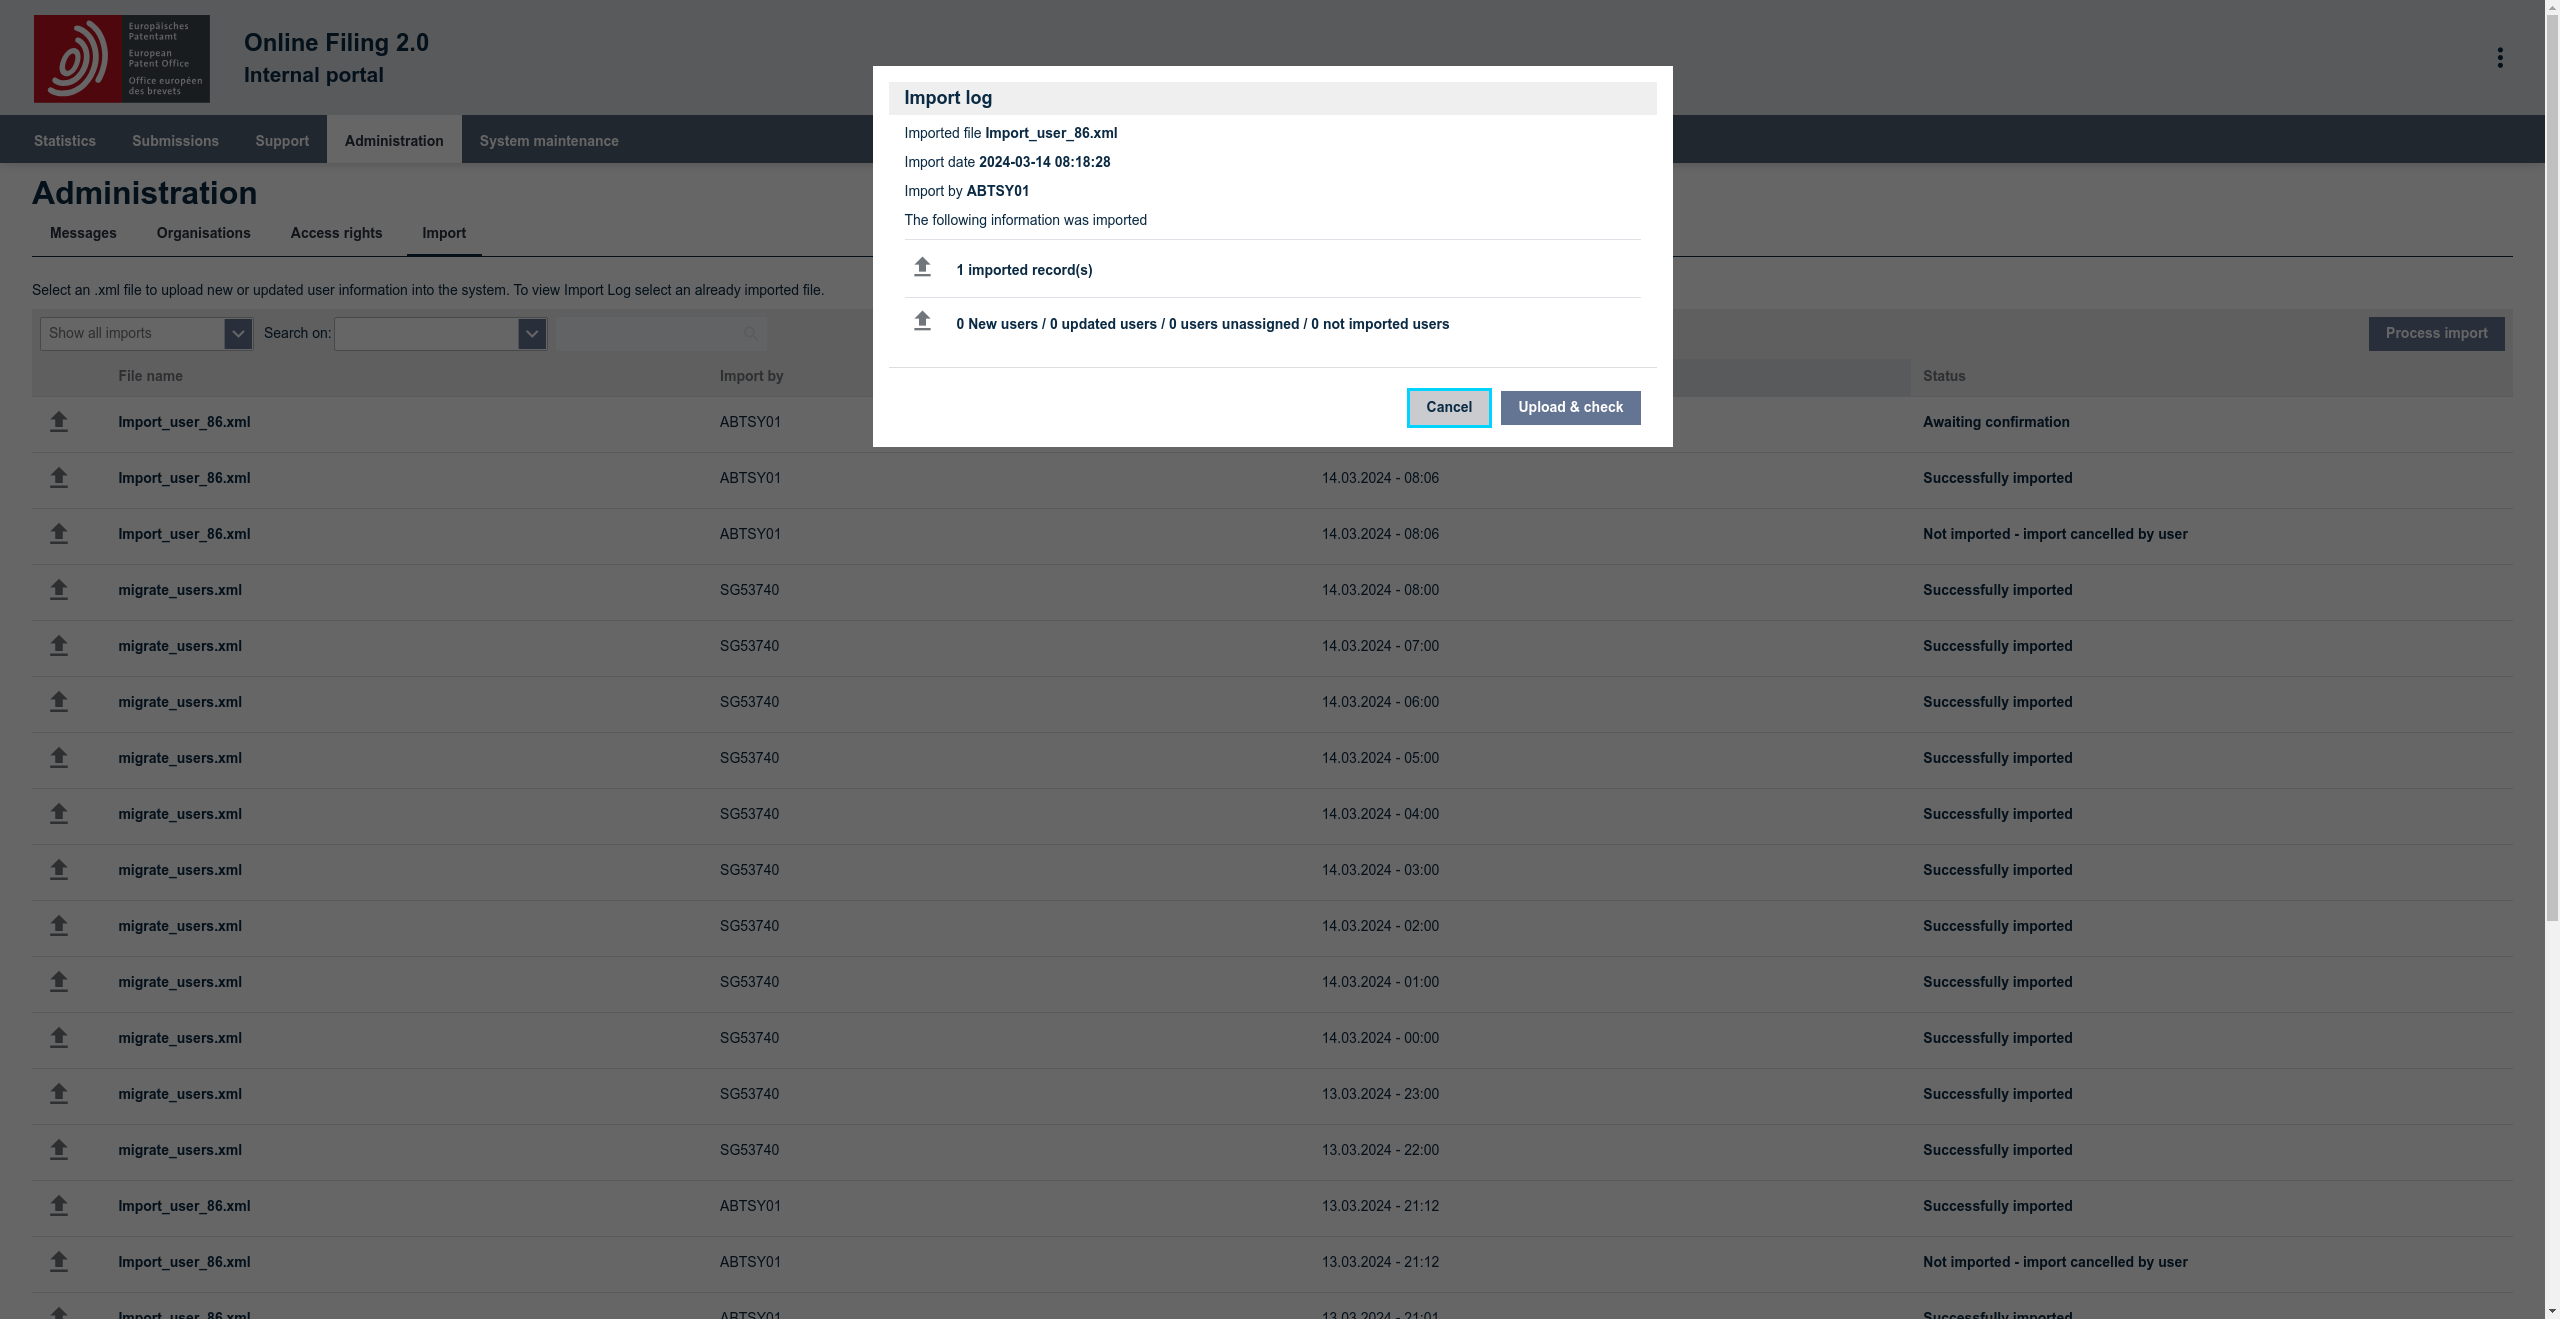 Europäisches
Patentamt
European
Patent Office
Office européen
des brevets
Online Filing 2.0
Internal portal
Statistics Submissions Support Administration System maintenance
Administration
Messages Organisations Access rights Import
Select an .xml file to upload new or updated user information into the system. To view Import Log select an already imported file.
Show all imports Search on: Process import
Import log
Imported file Import_user_86.xml
Import date 2024-03-14 08:18:28
Import by ABTSY01
The following information was imported
1 imported record(s)
0 New users / 0 updated users / 0 users unassigned / 0 not imported users
Cancel Upload & check
File name Import by Status
Import_user_86.xml ABTSY01 Awaiting confirmation
Import_user_86.xml ABTSY01 14.03.2024 - 08:06 Successfully imported
Import_user_86.xml ABTSY01 14.03.2024 - 08:06 Not imported - import cancelled by user
migrate_users.xml SG53740 14.03.2024 - 08:00 Successfully imported
migrate_users.xml SG53740 14.03.2024 - 07:00 Successfully imported
migrate_users.xml SG53740 14.03.2024 - 06:00 Successfully imported
migrate_users.xml SG53740 14.03.2024 - 05:00 Successfully imported
migrate_users.xml SG53740 14.03.2024 - 04:00 Successfully imported
migrate_users.xml SG53740 14.03.2024 - 03:00 Successfully imported
migrate_users.xml SG53740 14.03.2024 - 02:00 Successfully imported
migrate_users.xml SG53740 14.03.2024 - 01:00 Successfully imported
migrate_users.xml SG53740 14.03.2024 - 00:00 Successfully imported
migrate_users.xml SG53740 13.03.2024 - 23:00 Successfully imported
migrate_users.xml SG53740 13.03.2024 - 22:00 Successfully imported
Import_user_86.xml ABTSY01 13.03.2024 - 21:12 Successfully imported
Import_user_86.xml ABTSY01 13.03.2024 - 21:12 Not imported - import cancelled by user
Import_user_86.xml ABTSY01 13.03.2024 - 21:01 Successfully imported